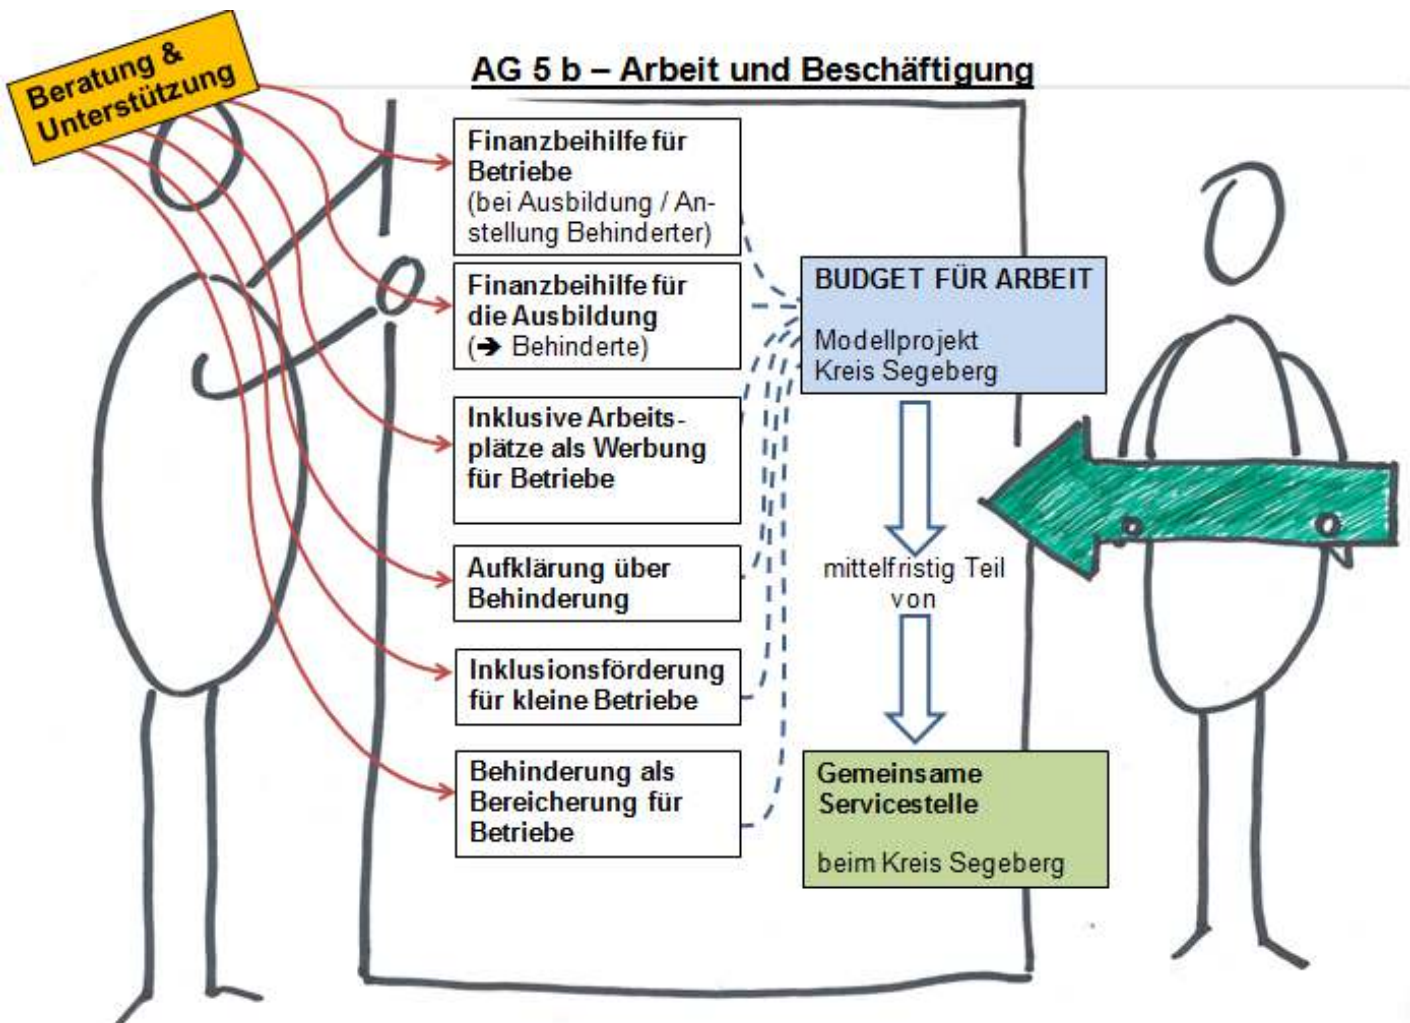 Beratung &
Unterstützung
AG 5 b – Arbeit und Beschäftigung
Finanzbeihilfe für
Betriebe
(bei Ausbildung / An-
stellung Behinderter)
Finanzbeihilfe für
die Ausbildung
(➔ Behinderte)
Inklusive Arbeits-
plätze als Werbung
für Betriebe
Aufklärung über
Behinderung
Inklusionsförderung
für kleine Betriebe
Behinderung als
Bereicherung für
Betriebe
BUDGET FÜR ARBEIT
Modellprojekt
Kreis Segeberg
mittelfristig Teil
von
Gemeinsame
Servicestelle
beim Kreis Segeberg